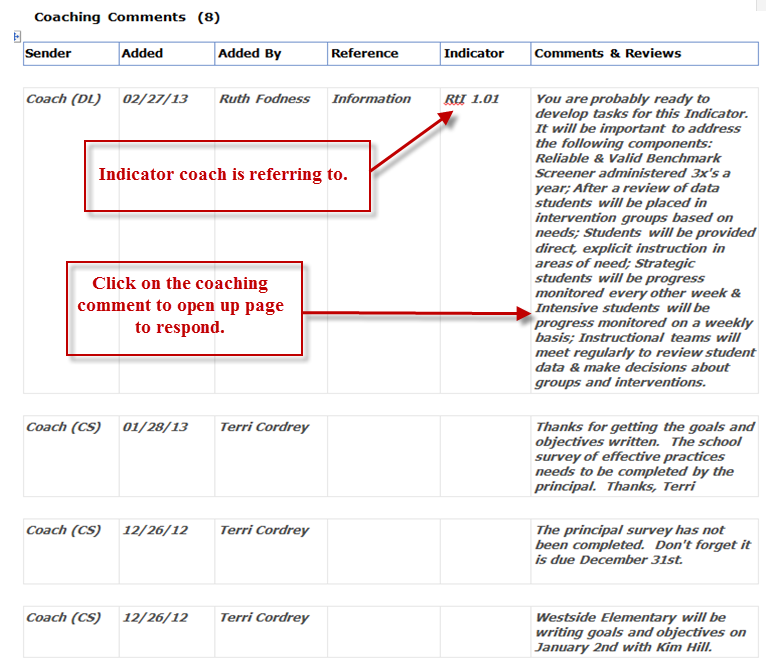 Coaching Comments (8)
Sender Added Added By Reference Indicator Comments & Reviews
Coach (DL) 02/27/13 Ruth Fodness Information RtI 1.01 You are probably ready to
develop tasks for this Indicator.
It will be important to address
the following components:
Reliable & Valid Benchmark
Screener administered 3x's a
year; After a review of data
students will be placed in
intervention groups based on
needs; Students will be provided
direct, explicit instruction in
areas of need; Strategic
students will be progress
monitored every other week &
Intensive students will be
progress monitored on a weekly
basis; Instructional teams will
meet regularly to review student
data & make decisions about
groups and interventions.
Indicator coach is referring to.
Click on the coaching
comment to open up page
to respond.
Coach (CS) 01/28/13 Terri Cordrey Thanks for getting the goals and
objectives written. The school
survey of effective practices
needs to be completed by the
principal. Thanks, Terri
Coach (CS) 12/26/12 Terri Cordrey The principal survey has not
been completed. Don't forget it
is due December 31st.
Coach (CS) 12/26/12 Terri Cordrey Westside Elementary will be
writing goals and objectives on
January 2nd with Kim Hill.